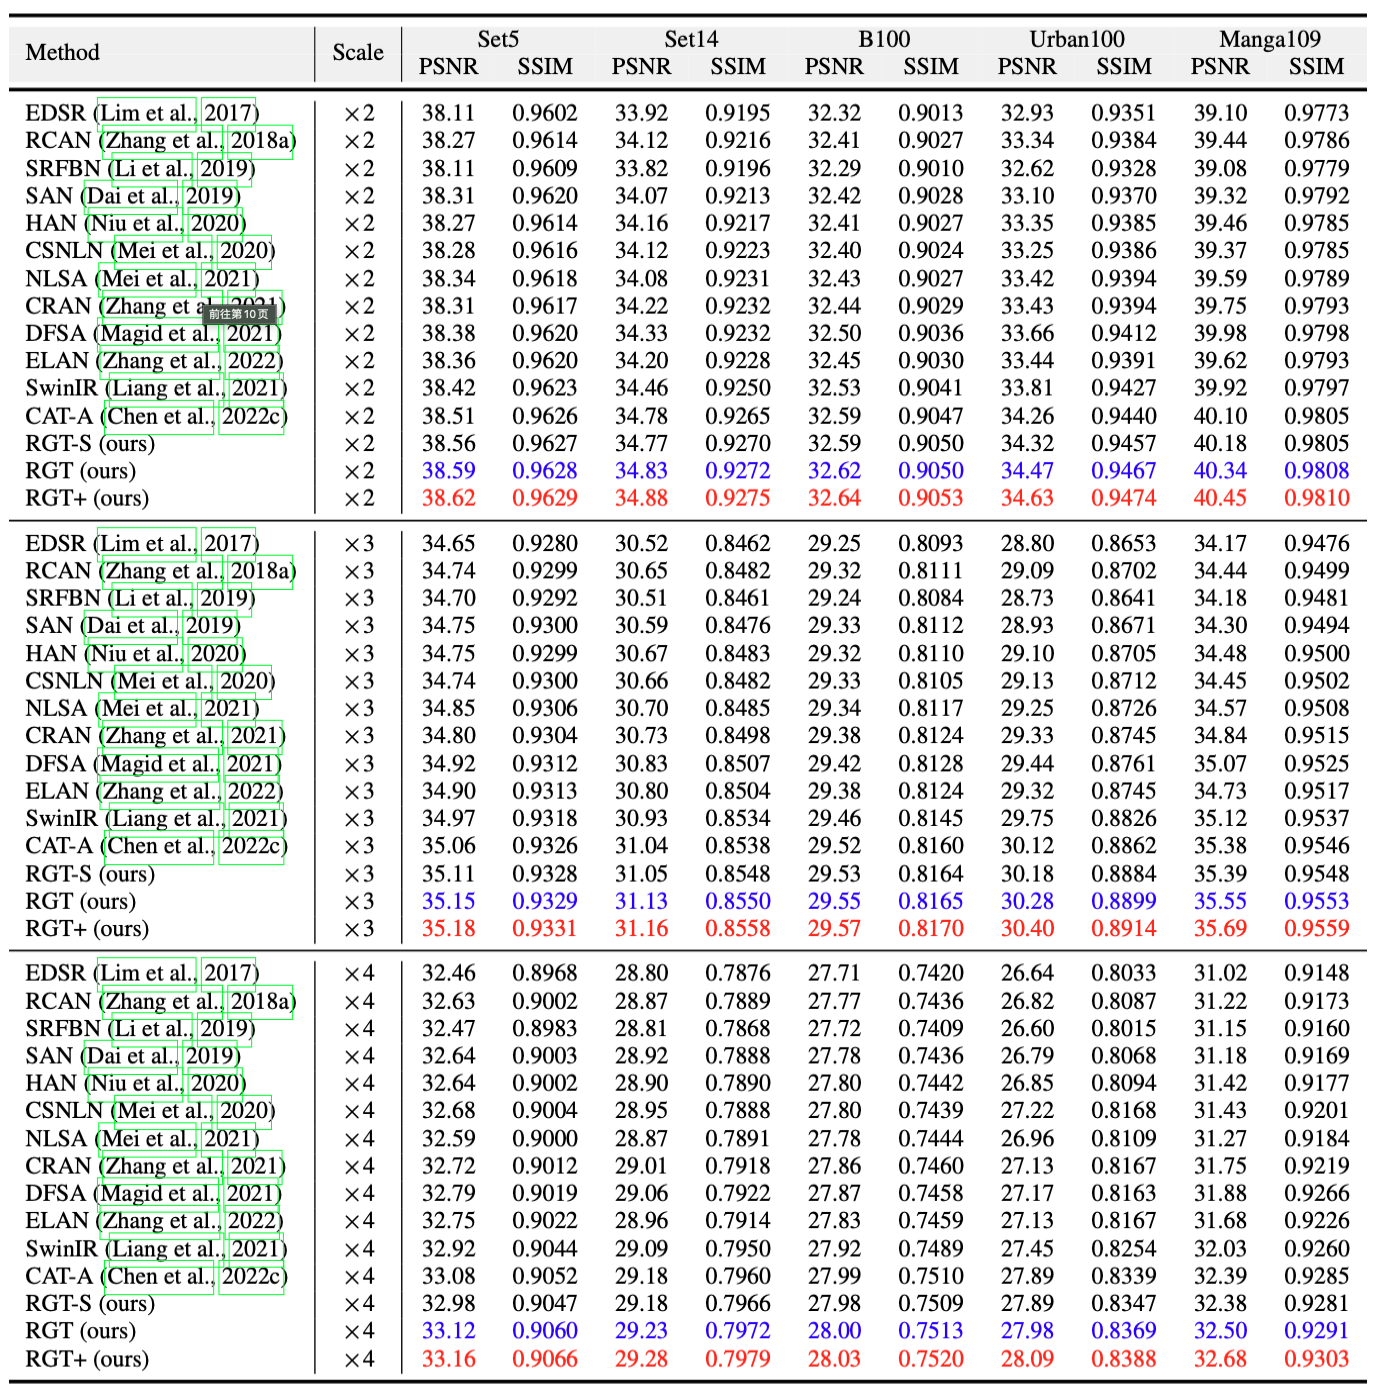 Method Scale Set5 Set14 B100 Urban100 Manga109
PSNR SSIM PSNR SSIM PSNR SSIM PSNR SSIM PSNR SSIM
EDSR (Lim et al., 2017) ×2 38.11 0.9602 33.92 0.9195 32.32 0.9013 32.93 0.9351 39.10 0.9773
RCAN (Zhang et al., 2018a) ×2 38.27 0.9614 34.12 0.9216 32.41 0.9027 33.34 0.9384 39.44 0.9786
SRFBN (Li et al., 2019) ×2 38.11 0.9609 33.82 0.9196 32.29 0.9010 32.62 0.9328 39.08 0.9779
SAN (Dai et al., 2019) ×2 38.31 0.9620 34.07 0.9213 32.42 0.9028 33.10 0.9370 39.32 0.9792
HAN (Niu et al., 2020) ×2 38.27 0.9614 34.16 0.9217 32.41 0.9027 33.35 0.9385 39.46 0.9785
CSNLN (Mei et al., 2020) ×2 38.28 0.9616 34.12 0.9223 32.40 0.9024 33.25 0.9386 39.37 0.9785
NLSA (Mei et al., 2021) ×2 38.34 0.9618 34.08 0.9231 32.43 0.9027 33.42 0.9394 39.59 0.9789
CRAN (Zhang et al., 2021) ×2 38.31 0.9617 34.22 0.9232 32.44 0.9029 33.43 0.9394 39.75 0.9793
前往第10页
DFSA (Magid et al., 2021) ×2 38.38 0.9620 34.33 0.9232 32.50 0.9036 33.66 0.9412 39.98 0.9798
ELAN (Zhang et al., 2022) ×2 38.36 0.9620 34.20 0.9228 32.45 0.9030 33.44 0.9391 39.62 0.9793
SwinIR (Liang et al., 2021) ×2 38.42 0.9623 34.46 0.9250 32.53 0.9041 33.81 0.9427 39.92 0.9797
CAT-A (Chen et al., 2022c) ×2 38.51 0.9626 34.78 0.9265 32.59 0.9047 34.26 0.9440 40.10 0.9805
RGT-S (ours) ×2 38.56 0.9627 34.77 0.9270 32.59 0.9050 34.32 0.9457 40.18 0.9805
RGT (ours) ×2 38.59 0.9628 34.83 0.9272 32.62 0.9050 34.47 0.9467 40.34 0.9808
RGT+ (ours) ×2 38.62 0.9629 34.88 0.9275 32.64 0.9053 34.63 0.9474 40.45 0.9810
EDSR (Lim et al., 2017) ×3 34.65 0.9280 30.52 0.8462 29.25 0.8093 28.80 0.8653 34.17 0.9476
RCAN (Zhang et al., 2018a) ×3 34.74 0.9299 30.65 0.8482 29.32 0.8111 29.09 0.8702 34.44 0.9499
SRFBN (Li et al., 2019) ×3 34.70 0.9292 30.51 0.8461 29.24 0.8084 28.73 0.8641 34.18 0.9481
SAN (Dai et al., 2019) ×3 34.75 0.9300 30.59 0.8476 29.33 0.8112 28.93 0.8671 34.30 0.9494
HAN (Niu et al., 2020) ×3 34.75 0.9299 30.67 0.8483 29.32 0.8110 29.10 0.8705 34.48 0.9500
CSNLN (Mei et al., 2020) ×3 34.74 0.9300 30.66 0.8482 29.33 0.8105 29.13 0.8712 34.45 0.9502
NLSA (Mei et al., 2021) ×3 34.85 0.9306 30.70 0.8485 29.34 0.8117 29.25 0.8726 34.57 0.9508
CRAN (Zhang et al., 2021) ×3 34.80 0.9304 30.73 0.8498 29.38 0.8124 29.33 0.8745 34.84 0.9515
DFSA (Magid et al., 2021) ×3 34.92 0.9312 30.83 0.8507 29.42 0.8128 29.44 0.8761 35.07 0.9525
ELAN (Zhang et al., 2022) ×3 34.90 0.9313 30.80 0.8504 29.38 0.8124 29.32 0.8745 34.73 0.9517
SwinIR (Liang et al., 2021) ×3 34.97 0.9318 30.93 0.8534 29.46 0.8145 29.75 0.8826 35.12 0.9537
CAT-A (Chen et al., 2022c) ×3 35.06 0.9326 31.04 0.8538 29.52 0.8160 30.12 0.8862 35.38 0.9546
RGT-S (ours) ×3 35.11 0.9328 31.05 0.8548 29.53 0.8164 30.18 0.8884 35.39 0.9548
RGT (ours) ×3 35.15 0.9329 31.13 0.8550 29.55 0.8165 30.28 0.8899 35.55 0.9553
RGT+ (ours) ×3 35.18 0.9331 31.16 0.8558 29.57 0.8170 30.40 0.8914 35.69 0.9559
EDSR (Lim et al., 2017) ×4 32.46 0.8968 28.80 0.7876 27.71 0.7420 26.64 0.8033 31.02 0.9148
RCAN (Zhang et al., 2018a) ×4 32.63 0.9002 28.87 0.7889 27.77 0.7436 26.82 0.8087 31.22 0.9173
SRFBN (Li et al., 2019) ×4 32.47 0.8983 28.81 0.7868 27.72 0.7409 26.60 0.8015 31.15 0.9160
SAN (Dai et al., 2019) ×4 32.64 0.9003 28.92 0.7888 27.78 0.7436 26.79 0.8068 31.18 0.9169
HAN (Niu et al., 2020) ×4 32.64 0.9002 28.90 0.7890 27.80 0.7442 26.85 0.8094 31.42 0.9177
CSNLN (Mei et al., 2020) ×4 32.68 0.9004 28.95 0.7888 27.80 0.7439 27.22 0.8168 31.43 0.9201
NLSA (Mei et al., 2021) ×4 32.59 0.9000 28.87 0.7891 27.78 0.7444 26.96 0.8109 31.27 0.9184
CRAN (Zhang et al., 2021) ×4 32.72 0.9012 29.01 0.7918 27.86 0.7460 27.13 0.8167 31.75 0.9219
DFSA (Magid et al., 2021) ×4 32.79 0.9019 29.06 0.7922 27.87 0.7458 27.17 0.8163 31.88 0.9266
ELAN (Zhang et al., 2022) ×4 32.75 0.9022 28.96 0.7914 27.83 0.7459 27.13 0.8167 31.68 0.9226
SwinIR (Liang et al., 2021) ×4 32.92 0.9044 29.09 0.7950 27.92 0.7489 27.45 0.8254 32.03 0.9260
CAT-A (Chen et al., 2022c) ×4 33.08 0.9052 29.18 0.7960 27.99 0.7510 27.89 0.8339 32.39 0.9285
RGT-S (ours) ×4 32.98 0.9047 29.18 0.7966 27.98 0.7509 27.89 0.8347 32.38 0.9281
RGT (ours) ×4 33.12 0.9060 29.23 0.7972 28.00 0.7513 27.98 0.8369 32.50 0.9291
RGT+ (ours) ×4 33.16 0.9066 29.28 0.7979 28.03 0.7520 28.09 0.8388 32.68 0.9303